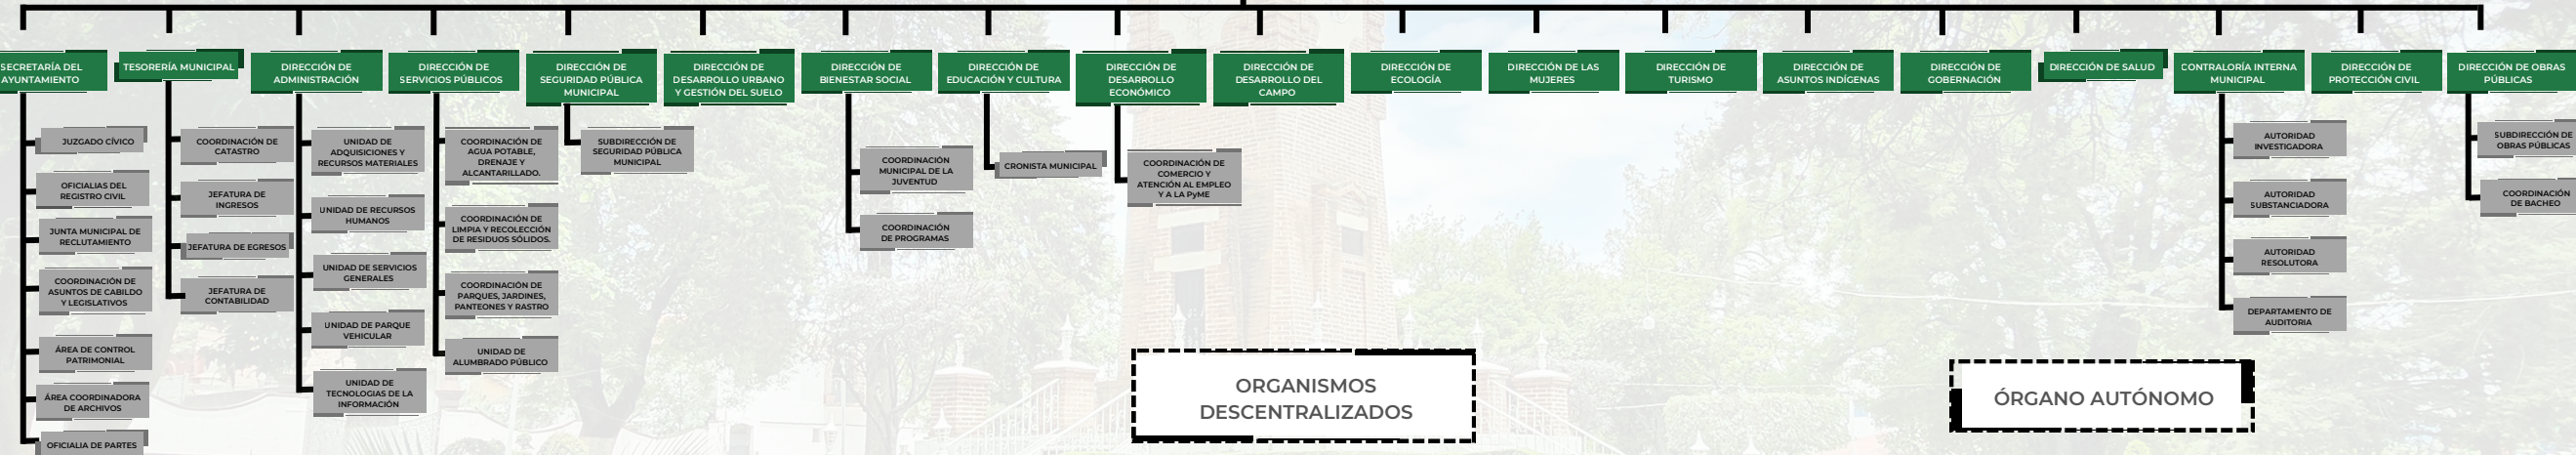 SECRETARÍA DEL
AYUNTAMIENTO
TESORERÍA MUNICIPAL
DIRECCIÓN DE
ADMINISTRACIÓN
DIRECCIÓN DE
SERVICIOS PÚBLICOS
DIRECCIÓN DE
SEGURIDAD PÚBLICA
MUNICIPAL
DIRECCIÓN DE
DESARROLLO URBANO
Y GESTIÓN DEL SUELO
DIRECCIÓN DE
BIENESTAR SOCIAL
DIRECCIÓN DE
EDUCACIÓN Y CULTURA
DIRECCIÓN DE
DESARROLLO
ECONÓMICO
DIRECCIÓN DE
DESARROLLO DEL
CAMPO
DIRECCIÓN DE
ECOLOGÍA
DIRECCIÓN DE LAS
MUJERES
DIRECCIÓN DE
TURISMO
DIRECCIÓN DE
ASUNTOS INDÍGENAS
DIRECCIÓN DE
GOBERNACIÓN
DIRECCIÓN DE SALUD
CONTRALORÍA INTERNA
MUNICIPAL
DIRECCIÓN DE
PROTECCIÓN CIVIL
DIRECCIÓN DE OBRAS
PÚBLICAS
JUZGADO CÍVICO
OFICIALIAS DEL
REGISTRO CIVIL
JUNTA MUNICIPAL DE
RECLUTAMIENTO
COORDINACIÓN DE
ASUNTOS DE CABILDO
Y LEGISLATIVOS
ÁREA DE CONTROL
PATRIMONIAL
ÁREA COORDINADORA
DE ARCHIVOS
OFICIALIA DE PARTES
COORDINACIÓN DE
CATASTRO
JEFATURA DE
INGRESOS
JEFATURA DE EGRESOS
JEFATURA DE
CONTABILIDAD
UNIDAD DE
ADQUISICIONES Y
RECURSOS MATERIALES
UNIDAD DE RECURSOS
HUMANOS
UNIDAD DE SERVICIOS
GENERALES
UNIDAD DE PARQUE
VEHICULAR
UNIDAD DE
TECNOLOGIAS DE LA
INFORMACIÓN
COORDINACIÓN DE
AGUA POTABLE,
DRENAJE Y
ALCANTARILLADO.
COORDINACIÓN DE
LIMPIA Y RECOLECCIÓN
DE RESIDUOS SÓLIDOS.
COORDINACIÓN DE
PARQUES, JARDINES,
PANTEONES Y RASTRO
UNIDAD DE
ALUMBRADO PÚBLICO
SUBDIRECCIÓN DE
SEGURIDAD PÚBLICA
MUNICIPAL
COORDINACIÓN
MUNICIPAL DE LA
JUVENTUD
COORDINACIÓN
DE PROGRAMAS
CRONISTA MUNICIPAL
COORDINACIÓN DE
COMERCIO Y
ATENCIÓN AL EMPLEO
Y A LA PyME
AUTORIDAD
INVESTIGADORA
AUTORIDAD
SUBSTANCIADORA
AUTORIDAD
RESOLUTORA
DEPARTAMENTO DE
AUDITORIA
SUBDIRECCIÓN DE
OBRAS PÚBLICAS
COORDINACIÓN
DE BACHEO
ORGANISMOS
DESCENTRALIZADOS
ÓRGANO AUTÓNOMO